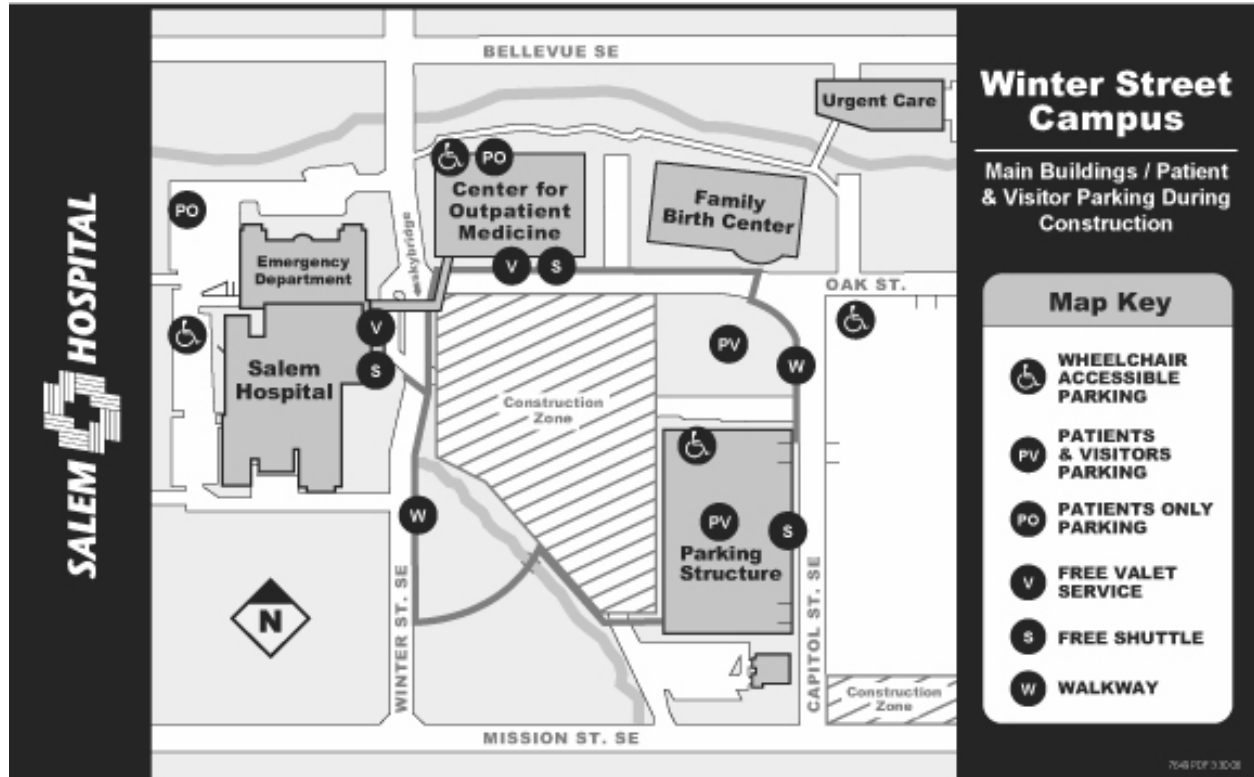 SALEM HOSPITAL
BELLEVUE SE
Urgent Care
PO
Center for
Outpatient
Medicine
Family
Birth Center
PO
skybridge
Emergency
Department
V
S
OAK ST.
V
S
PV
W
Salem
Hospital
Construction
Zone
W
PV
S
Parking
Structure
N
WINTER ST. SE
CAPITOL ST. SE
Construction
Zone
MISSION ST. SE
Winter Street
Campus
Main Buildings / Patient
& Visitor Parking During
Construction
Map Key
WHEELCHAIR
ACCESSIBLE
PARKING
PV
PATIENTS
& VISITORS
PARKING
PO
PATIENTS ONLY
PARKING
V
FREE VALET
SERVICE
S
FREE SHUTTLE
W
WALKWAY